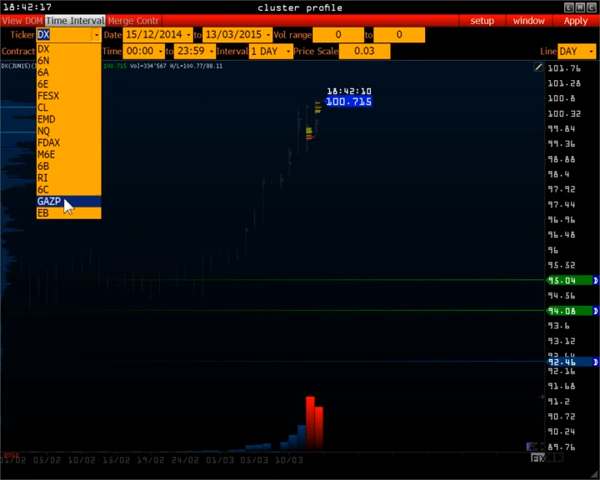 18:42:17 cluster profile L M C
View DOM Time Interval Merge Contr setup window Apply
Ticker DX Date 15/12/2014 to 13/03/2015 Vol range 0 to 0
Contract Time 00:00 to 23:59 Interval 1 DAY Price Scale 0.03 Line DAY
DX
6N
6A
6E
FESX
CL
EMD
NQ
FDAX
M6E
6B
RI
6C
GAZP
EB
DX(JUN15) 100.715 Vol=334'567 H/L=100.77/88.11
18:42:10
100.715
101.76
101.28
100.8
100.32
99.84
99.36
98.88
98.4
97.92
97.44
96.96
96.48
96
95.52
95.04 D
94.56
94.08 D
93.6
93.12
92.46 D
92.16
91.68
91.2
90.72
90.24
89.76
FIX
01/02 05/02 10/02 16/02 19/02 24/02 01/03 05/03 10/03